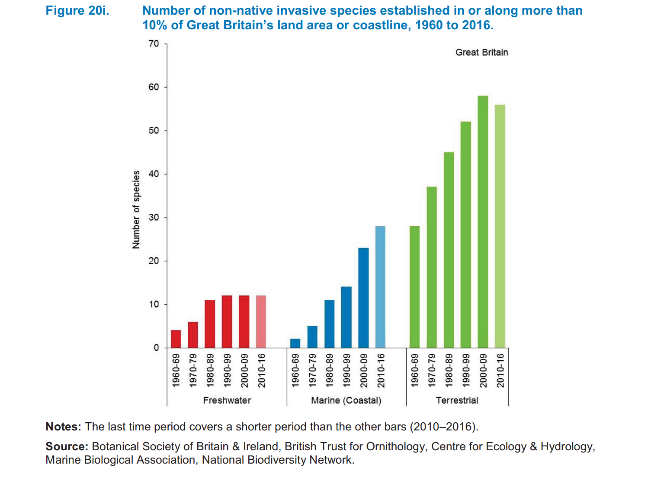 Figure 20i. Number of non-native invasive species established in or along more than
10% of Great Britain's land area or coastline, 1960 to 2016.
Great Britain
Number of species
70
60
50
40
30
20
10
0
1960-69 1970-79 1980-89 1990-99 2000-09 2010-16 1960-69 1970-79 1980-89 1990-99 2000-09 2010-16 1960-69 1970-79 1980-89 1990-99 2000-09 2010-16
Freshwater Marine (Coastal) Terrestrial
Notes: The last time period covers a shorter period than the other bars (2010–2016).
Source: Botanical Society of Britain & Ireland, British Trust for Ornithology, Centre for Ecology & Hydrology,
Marine Biological Association, National Biodiversity Network.